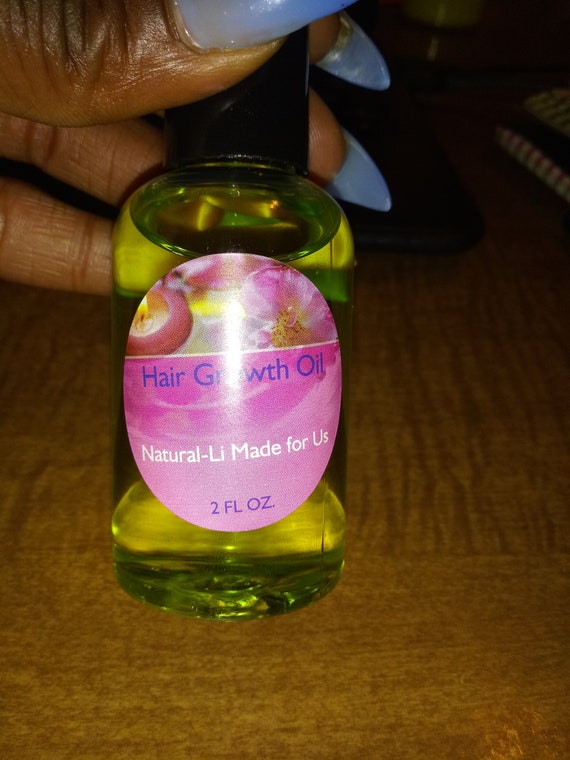 Hair Growth Oil
Natural-Li Made for Us
2 FL OZ.